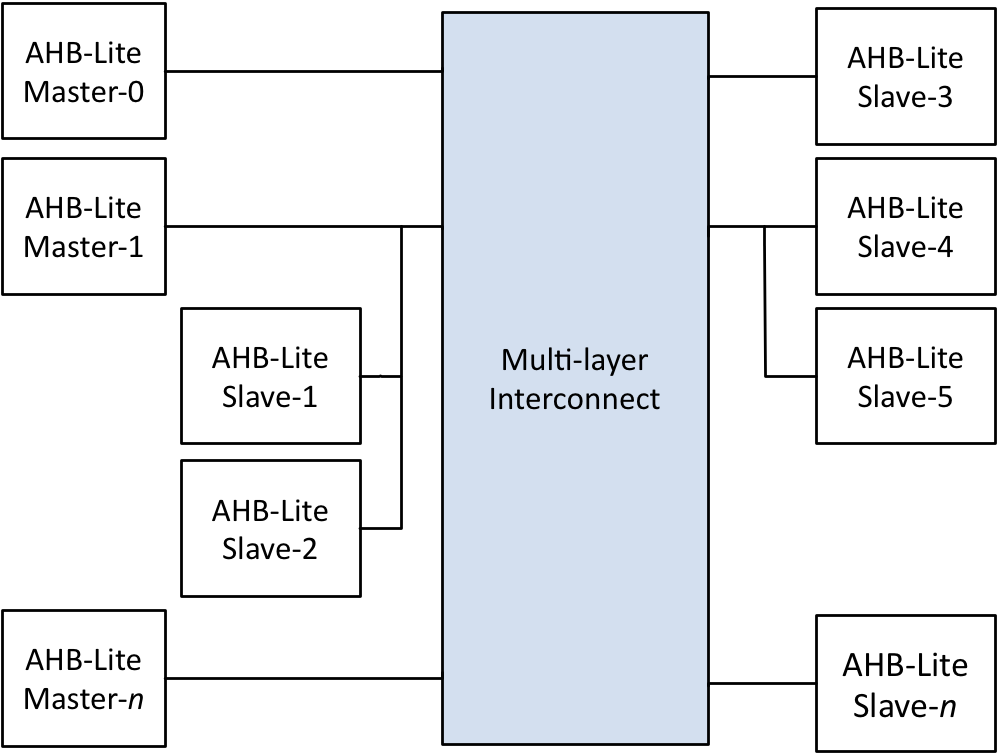 AHB-Lite
Master-0
AHB-Lite
Master-1
AHB-Lite
Slave-1
AHB-Lite
Slave-2
AHB-Lite
Master-n
Multi-layer
Interconnect
AHB-Lite
Slave-3
AHB-Lite
Slave-4
AHB-Lite
Slave-5
AHB-Lite
Slave-n